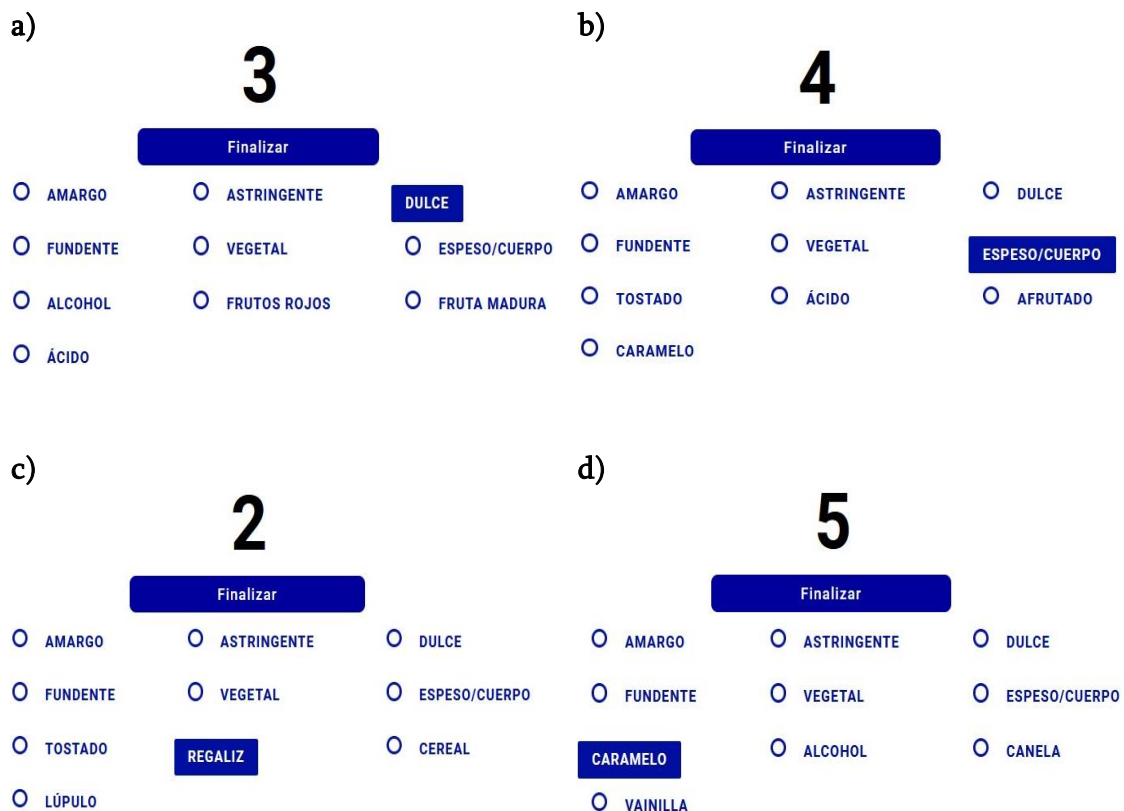 a)
3
Finalizar
AMARGO ASTRINGENTE DULCE
FUNDENTE VEGETAL ESPESO/CUERPO
ALCOHOL FRUTOS ROJOS FRUTA MADURA
ÁCIDO
b)
4
Finalizar
AMARGO ASTRINGENTE DULCE
FUNDENTE VEGETAL ESPESO/CUERPO
TOSTADO ÁCIDO AFRUTADO
CARAMELO
c)
2
Finalizar
AMARGO ASTRINGENTE DULCE
FUNDENTE VEGETAL ESPESO/CUERPO
TOSTADO REGALIZ CEREAL
LÚPULO
d)
5
Finalizar
AMARGO ASTRINGENTE DULCE
FUNDENTE VEGETAL ESPESO/CUERPO
CARAMELO ALCOHOL CANELA
VAINILLA